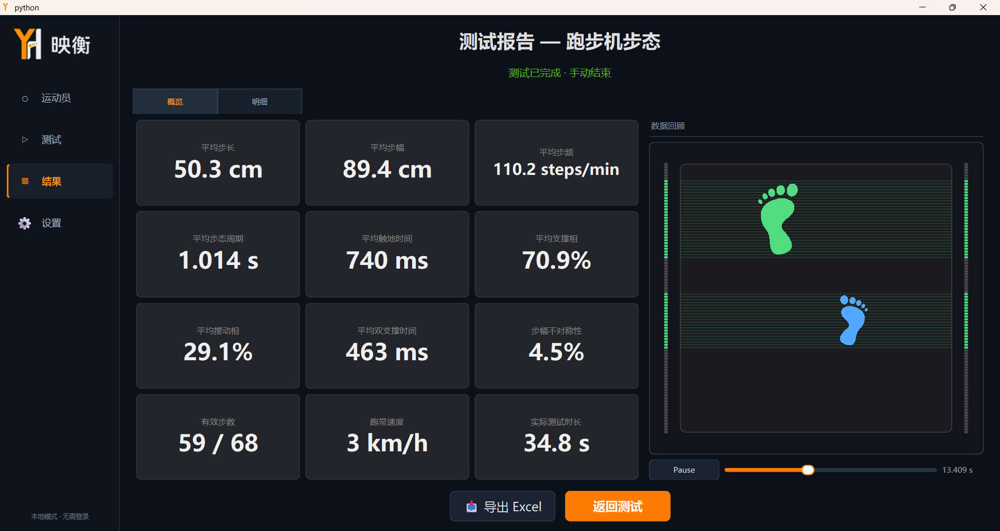 python
YH 映衡
运动员
测试
结果
设置
本地模式 · 无需登录
测试报告 — 跑步机步态
测试已完成 · 手动结束
概览
明细
平均步长
50.3 cm
平均步幅
89.4 cm
平均步频
110.2 steps/min
平均步态周期
1.014 s
平均触地时间
740 ms
平均支撑相
70.9%
平均摆动相
29.1%
平均双支撑时间
463 ms
步幅不对称性
4.5%
有效步数
59 / 68
跑带速度
3 km/h
实际测试时长
34.8 s
数据回顾
Pause
13.409 s
导出 Excel
返回测试